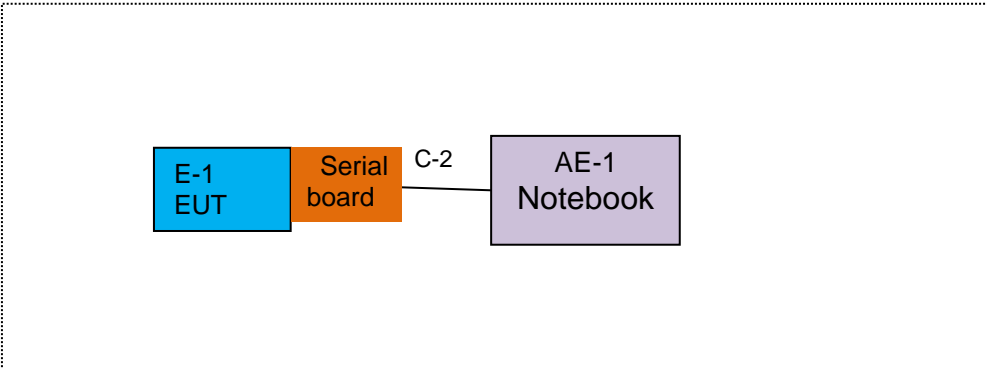 E-1
EUT
Serial
board
C-2
AE-1
Notebook